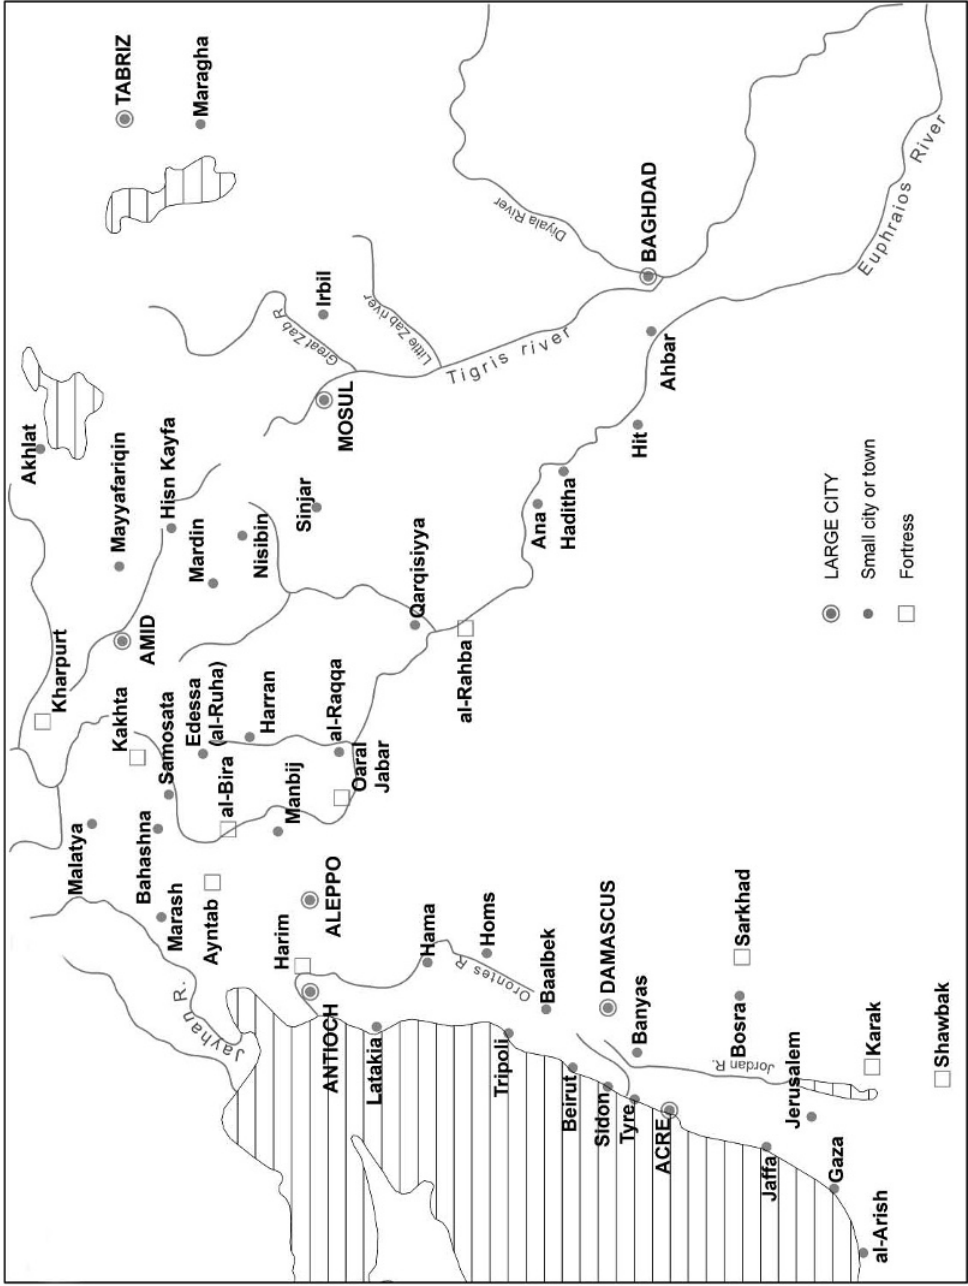 TABRIZ
Maragha
Akhlat
Mayyafariqin
Hisn Kayfa
Mardin
Nisibin
Sinjar
Great Zab R.
Irbil
Little Zab river
MOSUL
Tigris river
Diyala River
BAGHDAD
Euphraios River
Ahbar
Hit
Haditha
Ana
Kharpurt
AMID
Kakhta
Samosata
Edessa
(al-Ruha)
Harran
al-Raqqa
Qarqisiyya
al-Rahba
Malatya
Bahashna
al-Bira
Manbij
Oaral
Jabar
Marash
Ayntab
Harim
ALEPPO
Jayhan R.
ANTIOCH
Latakia
Hama
Homs
Orontes R.
Tripoli
Baalbek
DAMASCUS
Beirut
Sidon
Tyre
Banyas
ACRE
Bosra
Sarkhad
Jordan R.
Jaffa
Jerusalem
Gaza
Karak
Shawbak
al-Arish
LARGE CITY
Small city or town
Fortress